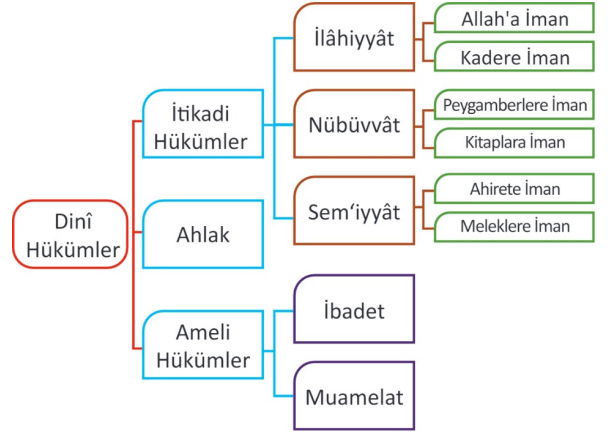 Dinî
Hükümler
İtikadi
Hükümler
İlâhiyyât
Allah'a İman
Kadere İman
Nübüvvât
Peygamberlere İman
Kitaplara İman
Sem‘iyyât
Ahirete İman
Meleklere İman
Ahlak
Ameli
Hükümler
İbadet
Muamelat